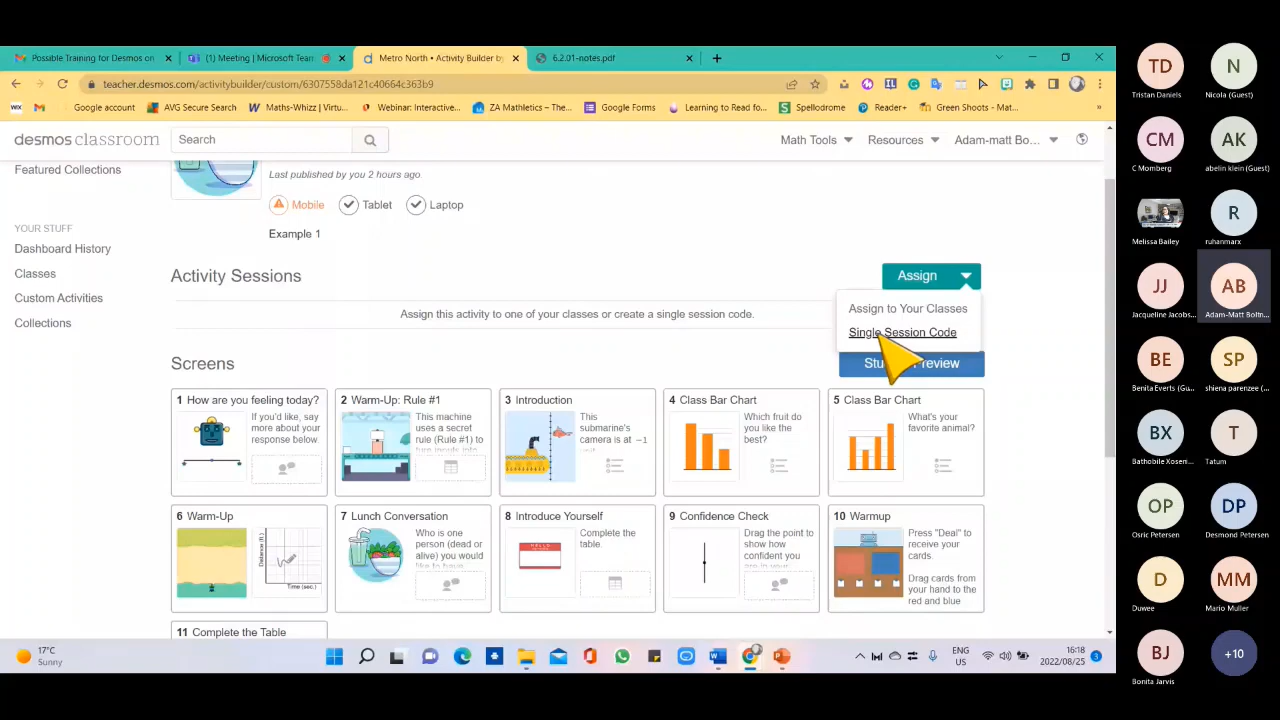 Possible Training for Desmos on
(1) Meeting | Microsoft Team
Metro North • Activity Builder by
6.2.01-notes.pdf
teacher.desmos.com/activitybuilder/custom/6307558da121c40664c363b9
Google account
AVG Secure Search
Maths-Whizz | Virtu...
Webinar: Interactive...
ZA Mathletics – The...
Google Forms
Learning to Read fo...
Spellodrome
Reader+
Green Shoots – Mat...
desmos classroom
Search
Math Tools
Resources
Adam-matt Bo...
Featured Collections
Last published by you 2 hours ago
Mobile
Tablet
Laptop
Example 1
YOUR STUFF
Dashboard History
Classes
Custom Activities
Collections
Activity Sessions
Assign
Assign to Your Classes
Single Session Code
Assign this activity to one of your classes or create a single session code.
Screens
1 How are you feeling today?
If you'd like, say
more about your
response below.
2 Warm-Up: Rule #1
This machine
uses a secret
rule (Rule #1) to
3 Introduction
This
submarine's
camera is at −1
4 Class Bar Chart
Which fruit do
you like the
best?
5 Class Bar Chart
What's your
favorite animal?
6 Warm-Up
Distance (ft.)
Time (sec.)
7 Lunch Conversation
Who is one
person (dead or
alive) you would
like to have
8 Introduce Yourself
Complete the
table.
9 Confidence Check
Drag the point to
show how
confident you
10 Warmup
Press "Deal" to
receive your
cards.
Drag cards from
your hand to the
red and blue
11 Complete the Table
17°C
Sunny
ENG
US
16:18
2022/08/25
3
TD
Tristan Daniels
N
Nicola (Guest)
CM
C Momberg
AK
abelin klein (Guest)
Melissa Bailey
R
ruhanmarx
JJ
Jacqueline Jacobs...
AB
Adam-Matt Boltn...
BE
Benita Everts (Gu...
SP
shiena parenzee (...
BX
Bathobile Xosem...
T
Tatum
OP
Osric Petersen
DP
Desmond Petersen
D
Duwee
MM
Mario Muller
BJ
Bonita Jarvis
+10